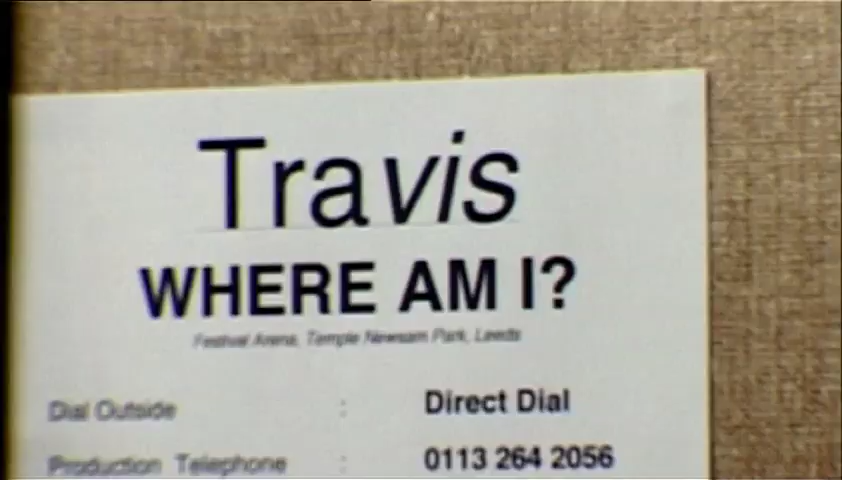 Travis
WHERE AM I?
Festival Arena, Temple Newsam Park, Leeds
Dial Outside : Direct Dial
Production Telephone : 0113 264 2056